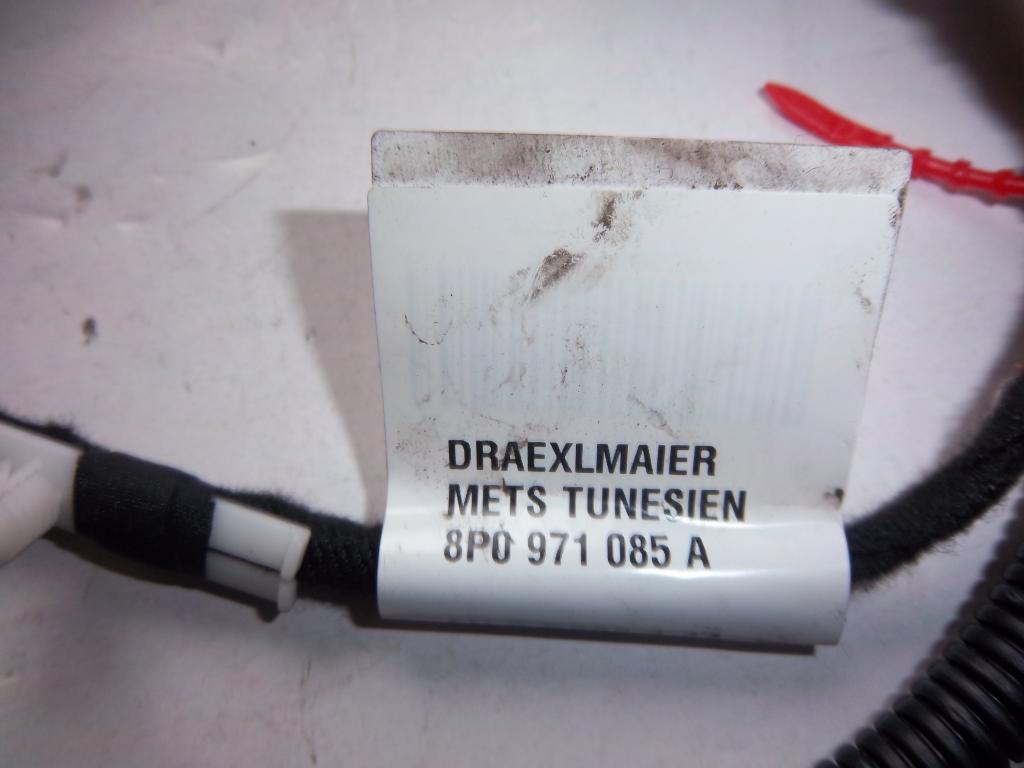 DRAEXLMAIER
METS TUNESIEN
8P0 971 085 A